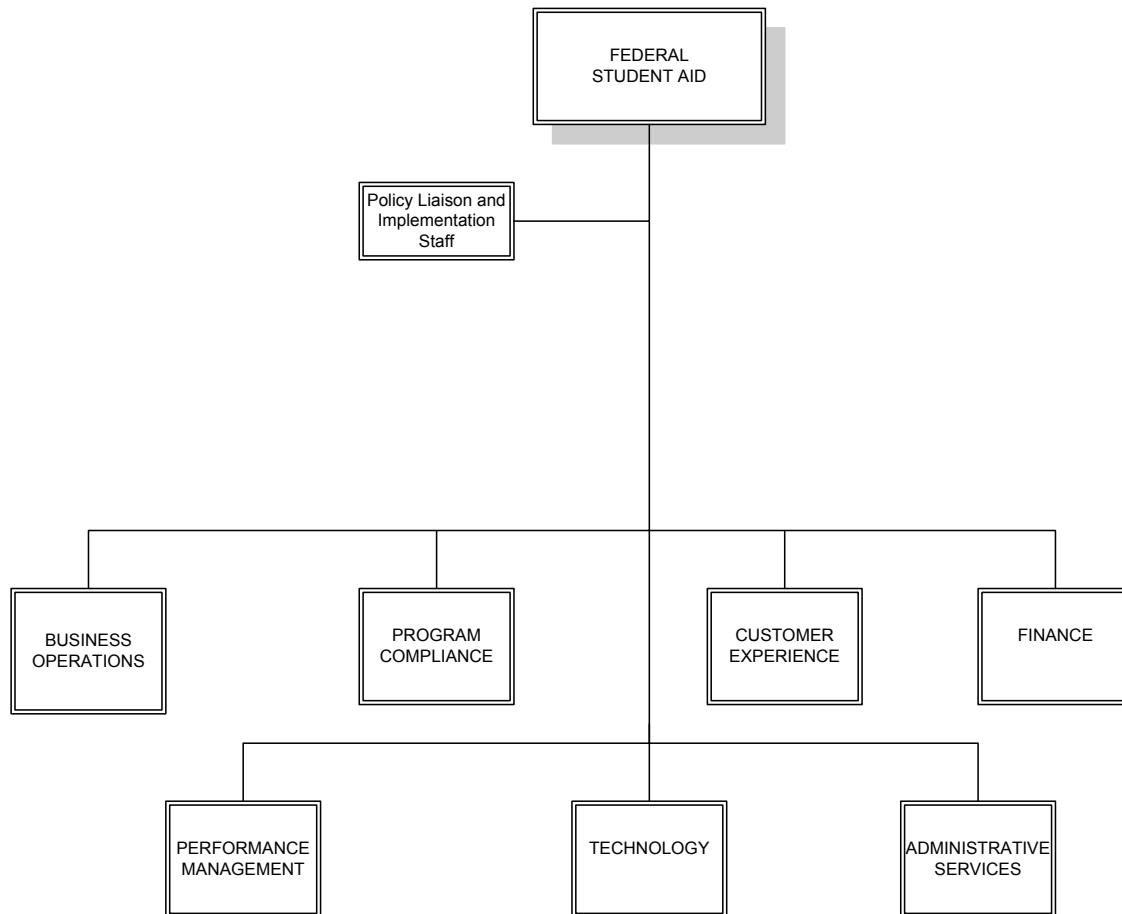 FEDERAL
STUDENT AID
Policy Liaison and
Implementation
Staff
BUSINESS
OPERATIONS
PROGRAM
COMPLIANCE
CUSTOMER
EXPERIENCE
FINANCE
PERFORMANCE
MANAGEMENT
TECHNOLOGY
ADMINISTRATIVE
SERVICES